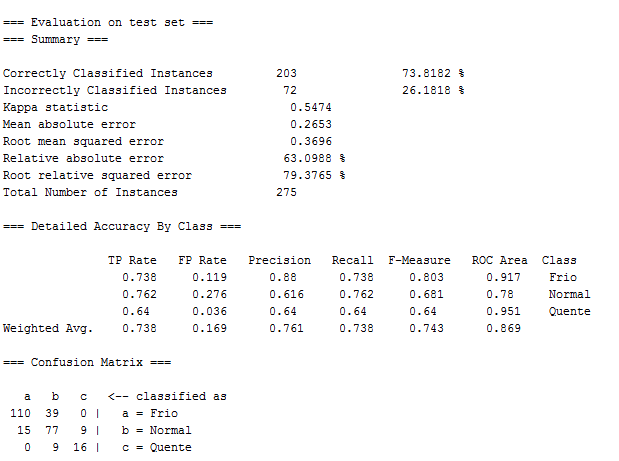 === Evaluation on test set ===
=== Summary ===
Correctly Classified Instances 203 73.8182 %
Incorrectly Classified Instances 72 26.1818 %
Kappa statistic 0.5474
Mean absolute error 0.2653
Root mean squared error 0.3696
Relative absolute error 63.0988 %
Root relative squared error 79.3765 %
Total Number of Instances 275
=== Detailed Accuracy By Class ===
TP Rate FP Rate Precision Recall F-Measure ROC Area Class
0.738 0.119 0.88 0.738 0.803 0.917 Frio
0.762 0.276 0.616 0.762 0.681 0.78 Normal
0.64 0.036 0.64 0.64 0.64 0.951 Quente
Weighted Avg. 0.738 0.169 0.761 0.738 0.743 0.869
=== Confusion Matrix ===
a b c <-- classified as
110 39 0 | a = Frio
15 77 9 | b = Normal
0 9 16 | c = Quente